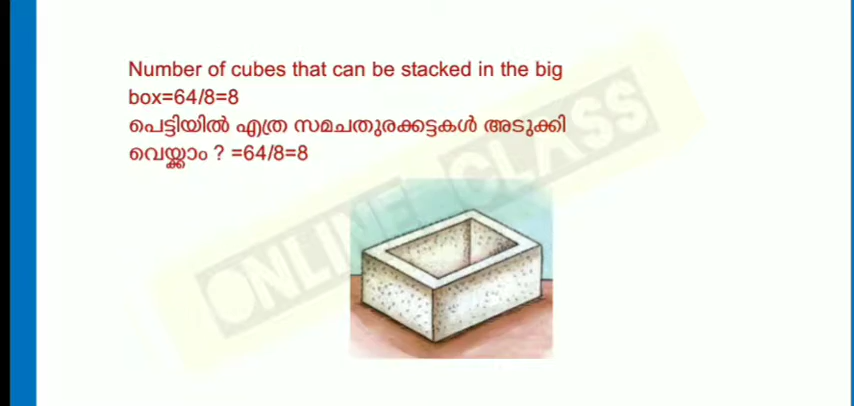 Number of cubes that can be stacked in the big
box=64/8=8
പെട്ടിയിൽ എത്ര സമചതുരക്കട്ടകൾ അടുക്കി
വെയ്ക്കാം ? =64/8=8
ONLINE CLASS